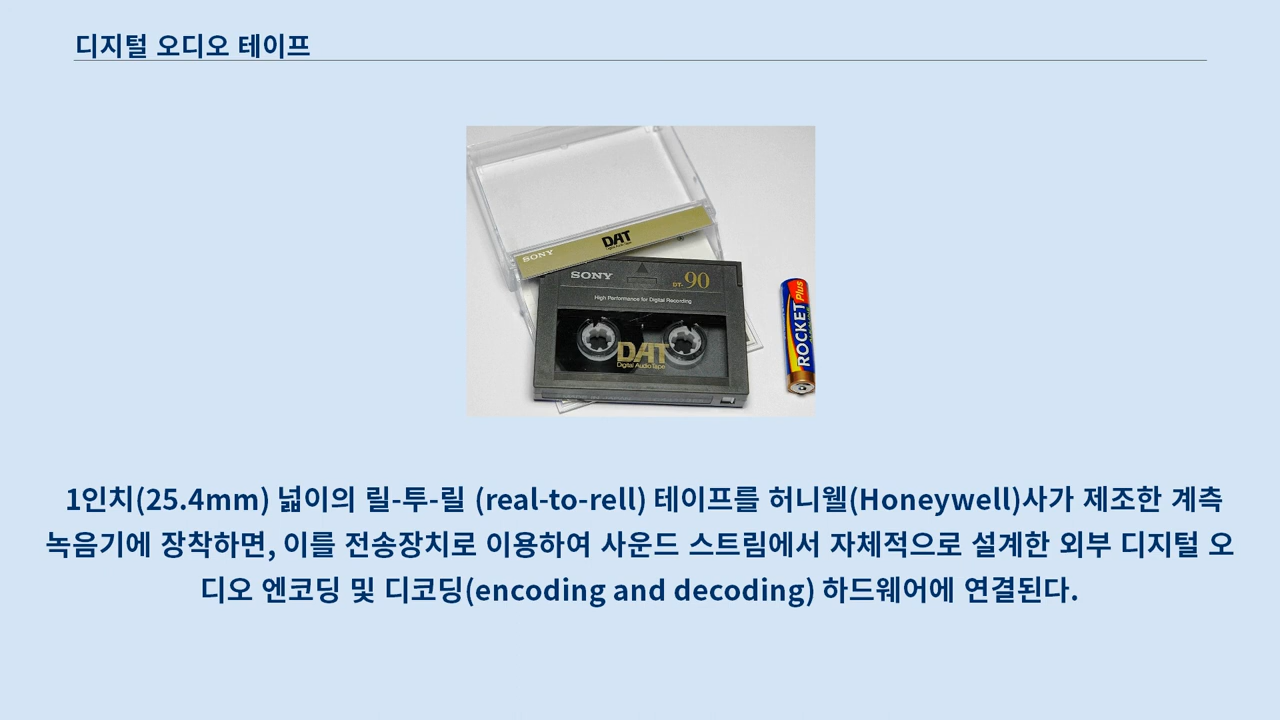 디지털 오디오 테이프
DAT
SONY
SONY
DT-90
High Performance for Digital Recording
DAT
Digital Audio Tape
ROCKET Plus
1인치(25.4mm) 넓이의 릴-투-릴 (real-to-rell) 테이프를 허니웰(Honeywell)사가 제조한 계측
녹음기에 장착하면, 이를 전송장치로 이용하여 사운드 스트림에서 자체적으로 설계한 외부 디지털 오
디오 엔코딩 및 디코딩(encoding and decoding) 하드웨어에 연결된다.